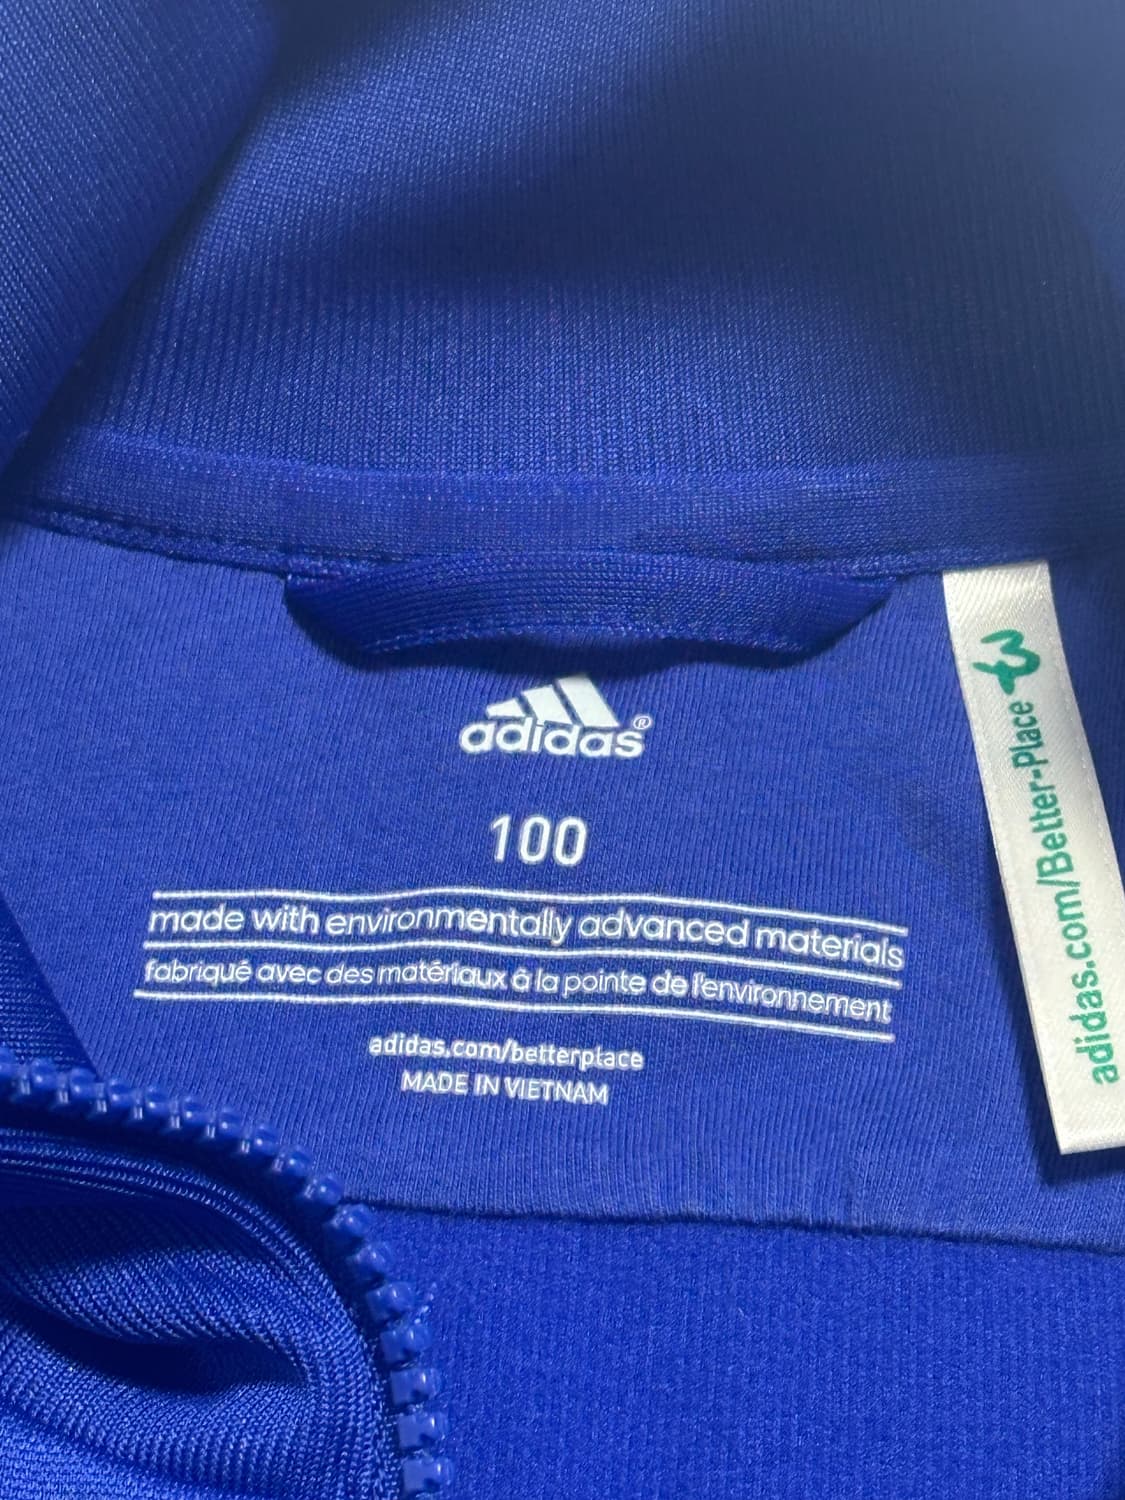 adidas®
100
made with environmentally advanced materials
fabriqué avec des matériaux à la pointe de l'environnement
adidas.com/betterplace
MADE IN VIETNAM
adidas.com/Better-Place